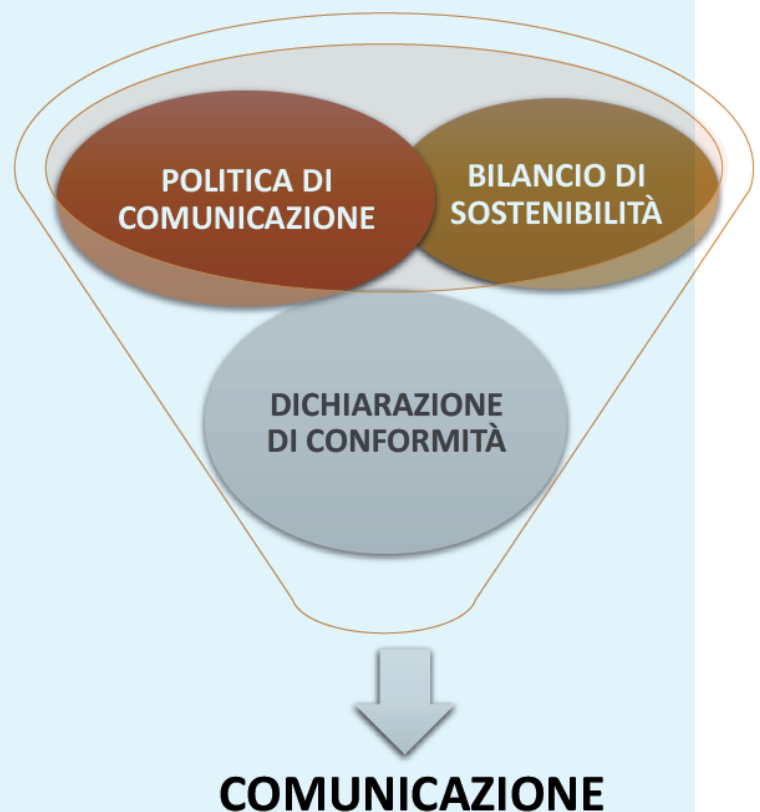 POLITICA DI
COMUNICAZIONE
BILANCIO DI
SOSTENIBILITÀ
DICHIARAZIONE
DI CONFORMITÀ
COMUNICAZIONE